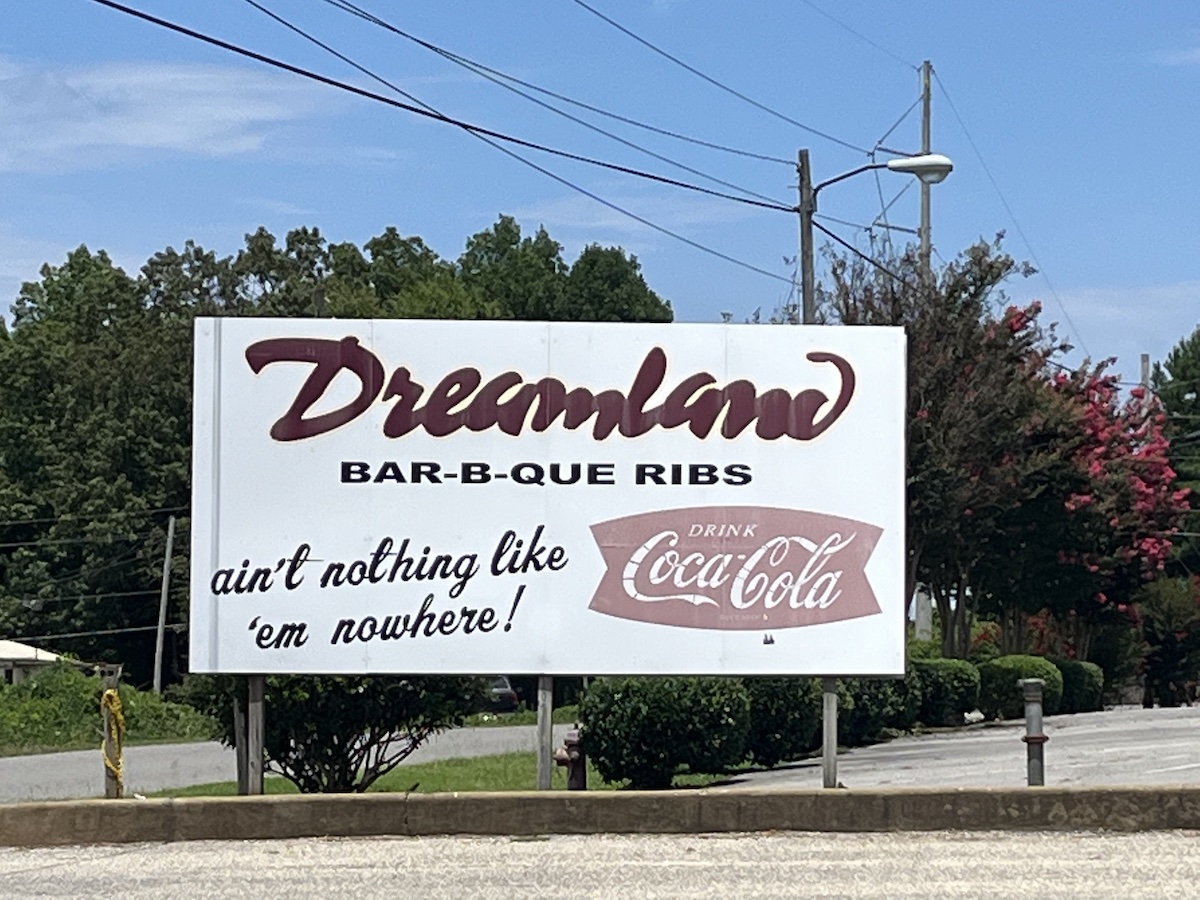 Dreamland
BAR-B-QUE RIBS
ain't nothing like
'em nowhere!
DRINK
Coca-Cola